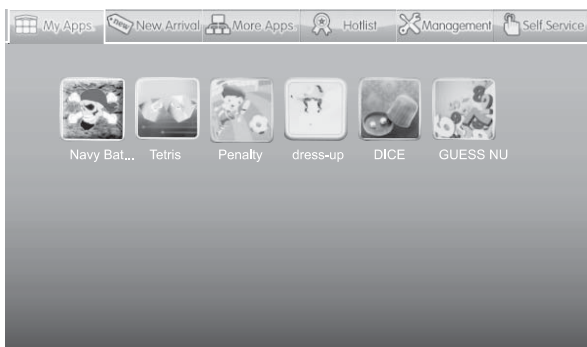 My Apps New Arrival More Apps Hotlist Management Self Service
Navy Bat... Tetris Penalty dress-up DICE GUESS NU